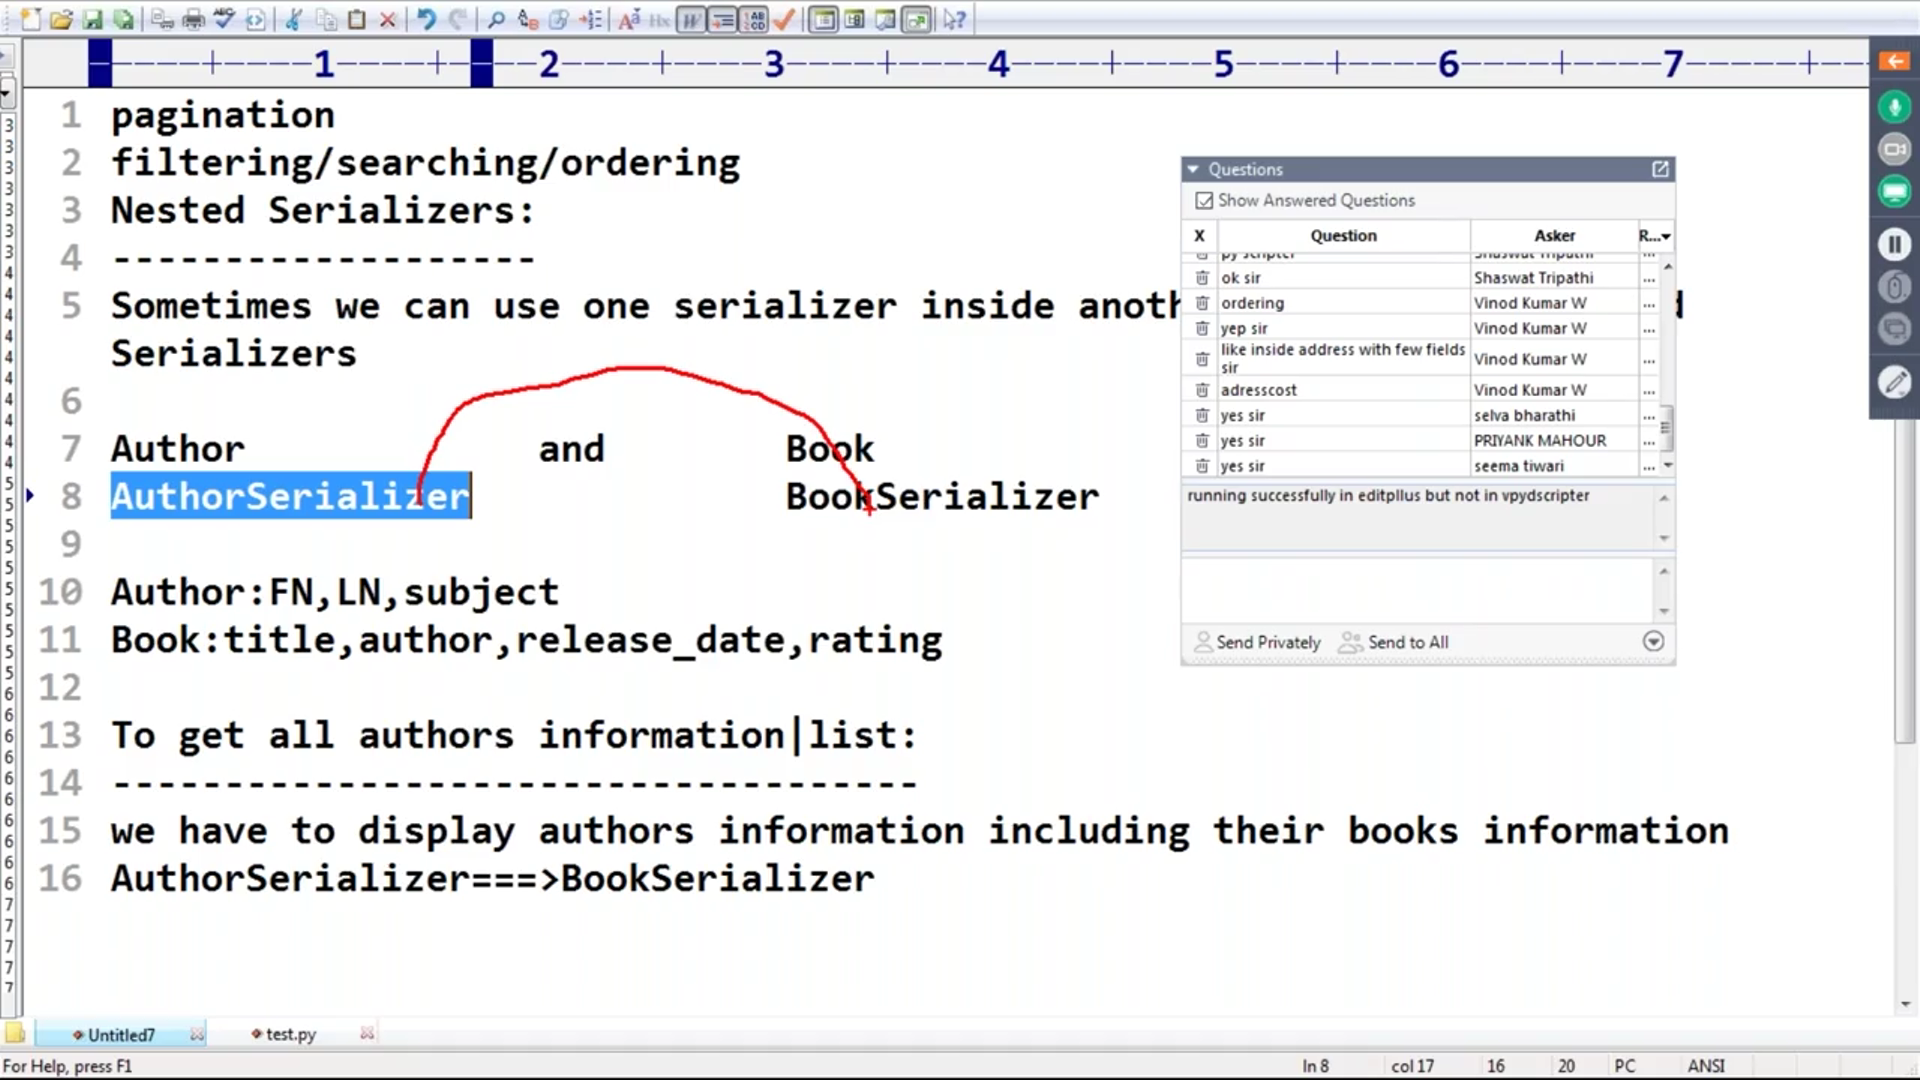 1 2 3 4 5 6 7
1 pagination
2 filtering/searching/ordering
3 Nested Serializers:
4 -------------------
5 Sometimes we can use one serializer inside anoth
Serializers
6
7 Author and Book
8 AuthorSerializer BookSerializer
9
10 Author:FN,LN,subject
11 Book:title,author,release_date,rating
12
13 To get all authors information|list:
14 ------------------------------------
15 we have to display authors information including their books information
16 AuthorSerializer===>BookSerializer
Questions
Show Answered Questions
X Question Asker R...
py scripter Shaswat Tripathi ...
ok sir Shaswat Tripathi ...
ordering Vinod Kumar W ...
yep sir Vinod Kumar W ...
like inside address with few fields
sir Vinod Kumar W ...
adresscost Vinod Kumar W ...
yes sir selva bharathi ...
yes sir PRIYANK MAHOUR ...
yes sir seema tiwari ...
running successfully in editpllus but not in vpydscripter
Send Privately Send to All
Untitled7 test.py
For Help, press F1 ln 8 col 17 16 20 PC ANSI